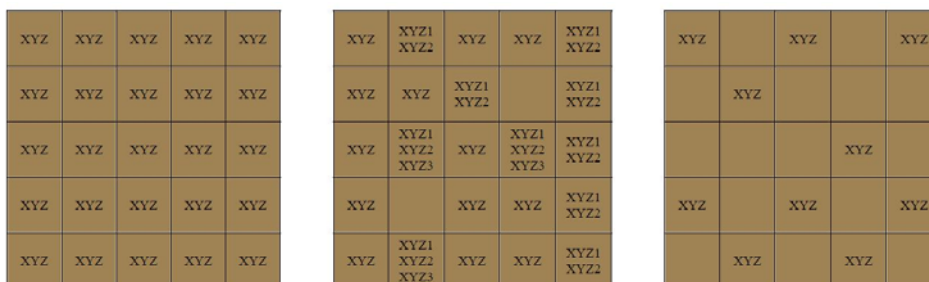 XYZ XYZ XYZ XYZ XYZ
XYZ XYZ XYZ XYZ XYZ
XYZ XYZ XYZ XYZ XYZ
XYZ XYZ XYZ XYZ XYZ
XYZ XYZ XYZ XYZ XYZ
XYZ XYZ1 XYZ XYZ XYZ1
XYZ2 XYZ2
XYZ XYZ XYZ1 XYZ1
XYZ2 XYZ2
XYZ XYZ1 XYZ XYZ1 XYZ1
XYZ2 XYZ2 XYZ2
XYZ3 XYZ3
XYZ XYZ XYZ XYZ1
XYZ2
XYZ XYZ1 XYZ XYZ XYZ1
XYZ2 XYZ2
XYZ3
XYZ XYZ XYZ
XYZ
XYZ
XYZ XYZ XYZ
XYZ XYZ